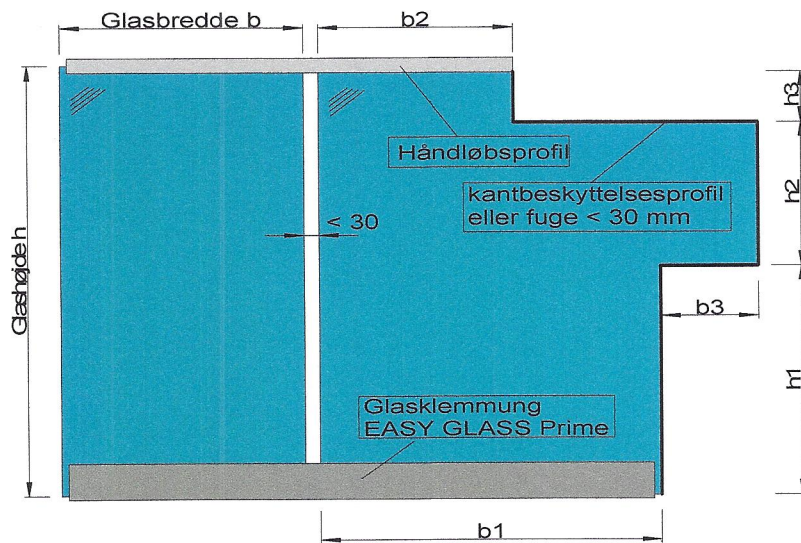 Glasbredde b
b2
h3
Håndløbsprofil
kantbeskyttelsesprofil
eller fuge < 30 mm
h2
< 30
Glashøjde h
b3
h1
Glasklemmung
EASY GLASS Prime
b1